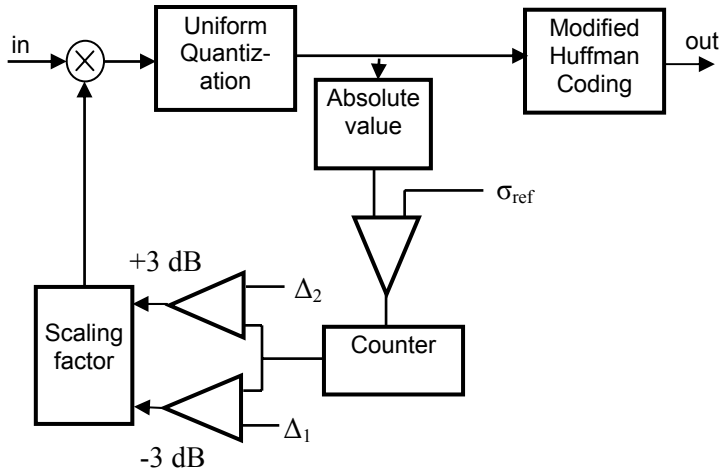 in
Uniform
Quantiz-
ation
Modified
Huffman
Coding
out
Absolute
value
σref
+3 dB
Δ2
Scaling
factor
Counter
Δ1
-3 dB